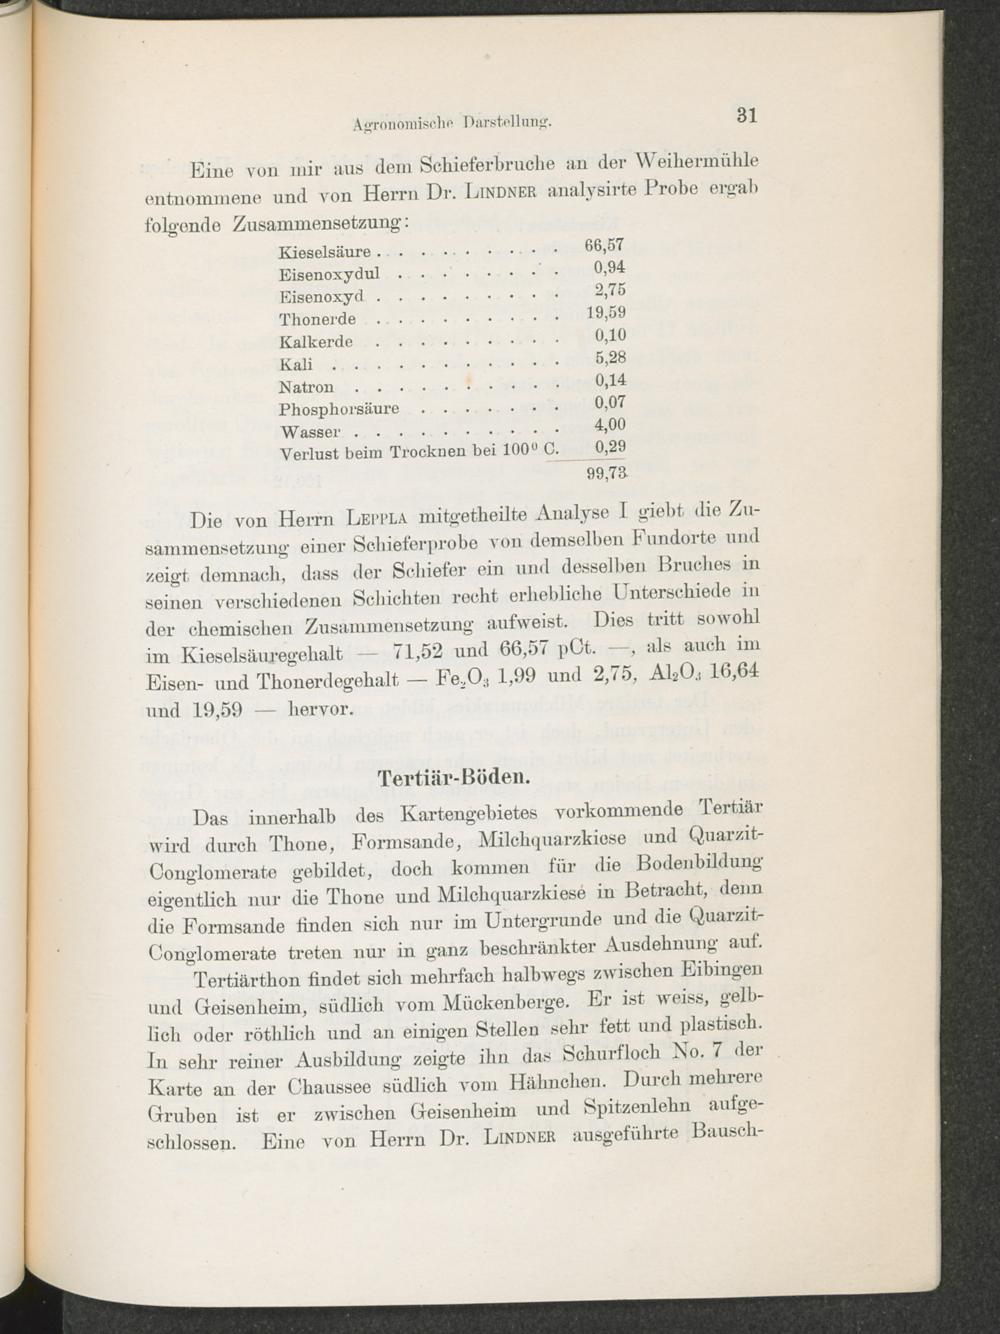 Agronomische Darstellung. 31
Eine von mir aus dem Schieferbruche an der Weihermühle
entnommene und von Herrn Dr. LINDNER analysirte Probe ergab
folgende Zusammensetzung:
Kieselsäure . . . . . . . . . 66,57
Eisenoxydul . . . . . . . . 0,94
Eisenoxyd . . . . . . . . . 2,75
Thonerde . . . . . . . . . 19,59
Kalkerde . . . . . . . . . 0,10
Kali . . . . . . . . . . . 5,28
Natron . . . . . . . . . . 0,14
Phosphorsäure . . . . . . . 0,07
Wasser . . . . . . . . . . 4,00
Verlust beim Trocknen bei 100⁰ C. 0,29
99,73
Die von Herrn LEPPLA mitgetheilte Analyse I giebt die Zu-
sammensetzung einer Schieferprobe von demselben Fundorte und
zeigt demnach, dass der Schiefer ein und desselben Bruches in
seinen verschiedenen Schichten recht erhebliche Unterschiede in
der chemischen Zusammensetzung aufweist. Dies tritt sowohl
im Kieselsäuregehalt — 71,52 und 66,57 pCt. —, als auch im
Eisen- und Thonerdegehalt — Fe₂O₃ 1,99 und 2,75, Al₂O₃ 16,64
und 19,59 — hervor.
Tertiär-Böden.
Das innerhalb des Kartengebietes vorkommende Tertiär
wird durch Thone, Formsande, Milchquarzkiese und Quarzit-
Conglomerate gebildet, doch kommen für die Bodenbildung
eigentlich nur die Thone und Milchquarzkiese in Betracht, denn
die Formsande finden sich nur im Untergrunde und die Quarzit-
Conglomerate treten nur in ganz beschränkter Ausdehnung auf.
Tertiärthon findet sich mehrfach halbwegs zwischen Eibingen
und Geisenheim, südlich vom Mückenberge. Er ist weiss, gelb-
lich oder röthlich und an einigen Stellen sehr fett und plastisch.
In sehr reiner Ausbildung zeigte ihn das Schurfloch No. 7 der
Karte an der Chaussee südlich vom Hähnchen. Durch mehrere
Gruben ist er zwischen Geisenheim und Spitzenlehn aufge-
schlossen. Eine von Herrn Dr. LINDNER ausgeführte Bausch-